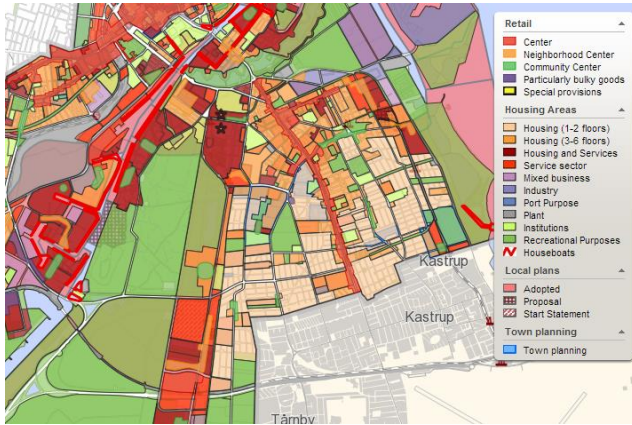 Retail
Center
Neighborhood Center
Community Center
Particularly bulky goods
Special provisions
Housing Areas
Housing (1-2 floors)
Housing (3-6 floors)
Housing and Services
Service sector
Mixed business
Industry
Port Purpose
Plant
Institutions
Recreational Purposes
Houseboats
Local plans
Adopted
Proposal
Start Statement
Town planning
Town planning
Kastrup
Kastrup
Tårnby